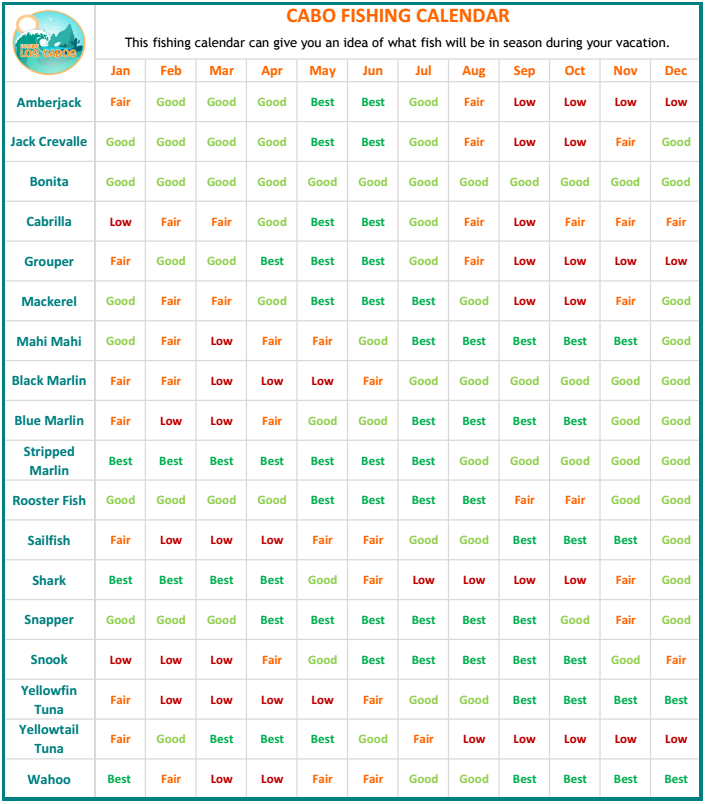 INSIDE
LOS CABOS
CABO FISHING CALENDAR
This fishing calendar can give you an idea of what fish will be in season during your vacation.
Jan Feb Mar Apr May Jun Jul Aug Sep Oct Nov Dec
Amberjack Fair Good Good Good Best Best Good Fair Low Low Low Low
Jack Crevalle Good Good Good Good Best Best Good Fair Low Low Fair Good
Bonita Good Good Good Good Good Good Good Good Good Good Good Good
Cabrilla Low Fair Fair Good Best Best Good Fair Low Fair Fair Fair
Grouper Fair Good Good Best Best Best Good Fair Low Low Low Low
Mackerel Good Fair Fair Good Best Best Best Good Low Low Fair Good
Mahi Mahi Good Fair Low Fair Fair Good Best Best Best Best Best Good
Black Marlin Fair Fair Low Low Low Fair Good Good Good Good Good Good
Blue Marlin Fair Low Low Fair Good Good Best Best Best Best Good Good
Stripped
Marlin Best Best Best Best Best Best Best Good Good Good Good Good
Rooster Fish Good Good Good Good Best Best Best Best Fair Fair Good Good
Sailfish Fair Low Low Low Fair Fair Good Good Best Best Best Good
Shark Best Best Best Best Good Fair Low Low Low Low Fair Good
Snapper Good Good Good Best Best Best Best Best Best Good Fair Good
Snook Low Low Low Fair Good Best Best Best Best Best Good Fair
Yellowfin
Tuna Fair Low Low Low Low Fair Good Good Best Best Best Best
Yellowtail
Tuna Fair Good Best Best Best Good Fair Low Low Low Low Low
Wahoo Best Fair Low Low Fair Fair Good Good Best Best Best Best